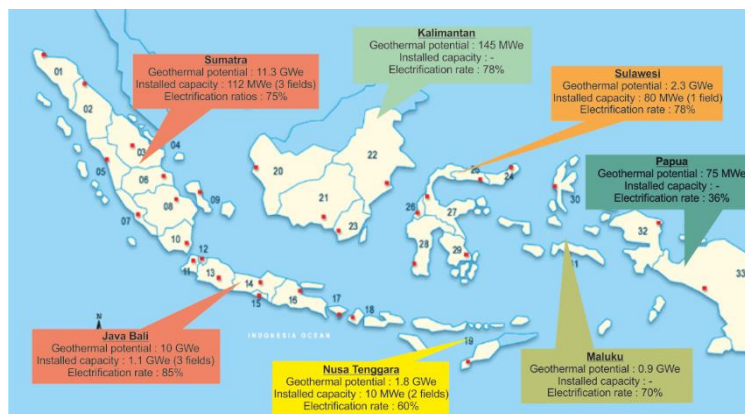 Kalimantan
Geothermal potential : 145 MWe
Installed capacity : -
Electrification rate : 78%
Sumatra
Geothermal potential : 11.3 GWe
Installed capacity : 112 MWe (3 fields)
Electrification ratios : 75%
Sulawesi
Geothermal potential : 2.3 GWe
Installed capacity : 80 MWe (1 field)
Electrification rate : 78%
Papua
Geothermal potential : 75 MWe
Installed capacity : -
Electrification rate : 36%
01
02
03
04
05
06
07
08
09
10
11
12
13
14
15
16
17
18
19
20
21
22
23
24
25
26
27
28
29
30
32
33
N
INDONESIA OCEAN
Java Bali
Geothermal potential : 10 GWe
Installed capacity : 1.1 GWe (3 fields)
Electrification rate : 85%
Nusa Tenggara
Geothermal potential : 1.8 GWe
Installed capacity : 10 MWe (2 fields)
Electrification rate : 60%
Maluku
Geothermal potential : 0.9 GWe
Installed capacity : -
Electrification rate : 70%